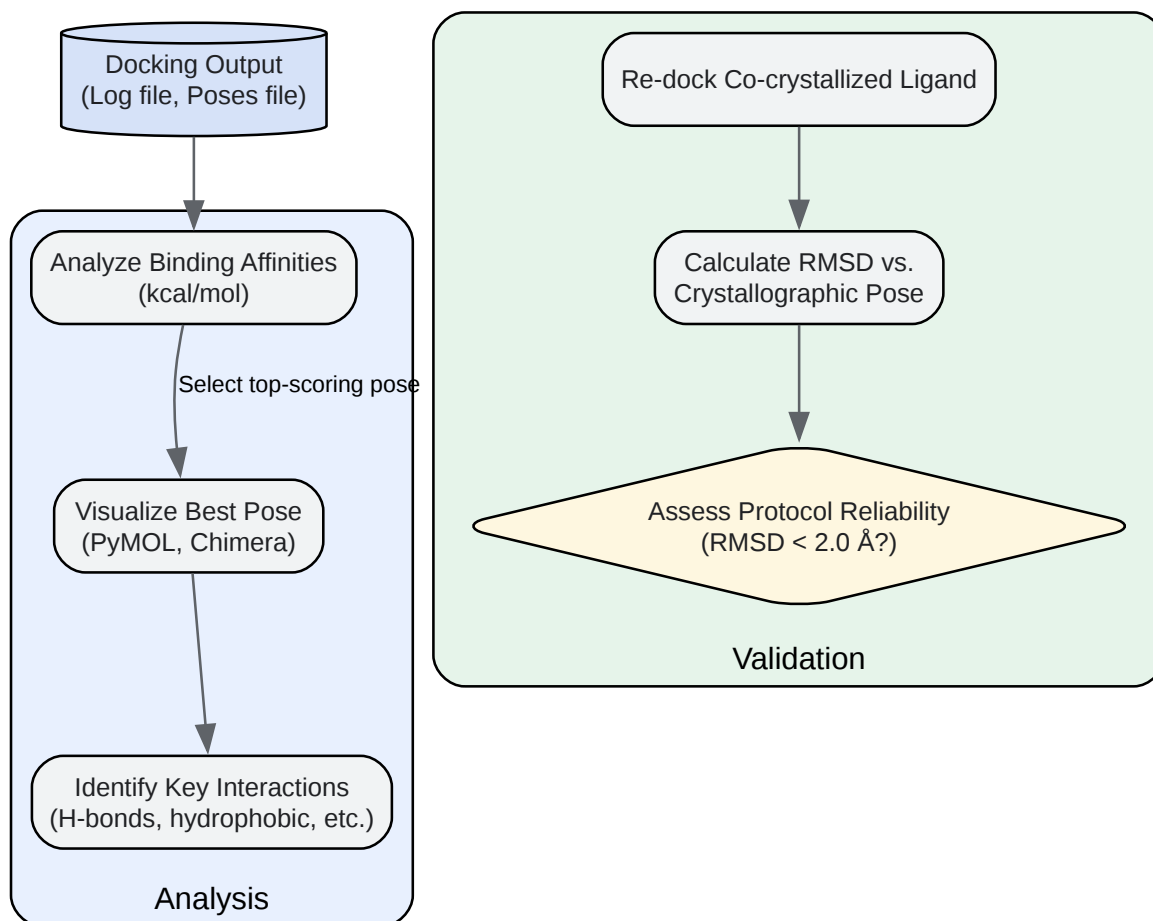 Docking Output
(Log file, Poses file)
Analyze Binding Affinities
(kcal/mol)
Select top-scoring pose
Visualize Best Pose
(PyMOL, Chimera)
Identify Key Interactions
(H-bonds, hydrophobic, etc.)
Analysis
Re-dock Co-crystallized Ligand
Calculate RMSD vs.
Crystallographic Pose
Assess Protocol Reliability
(RMSD < 2.0 Å?)
Validation